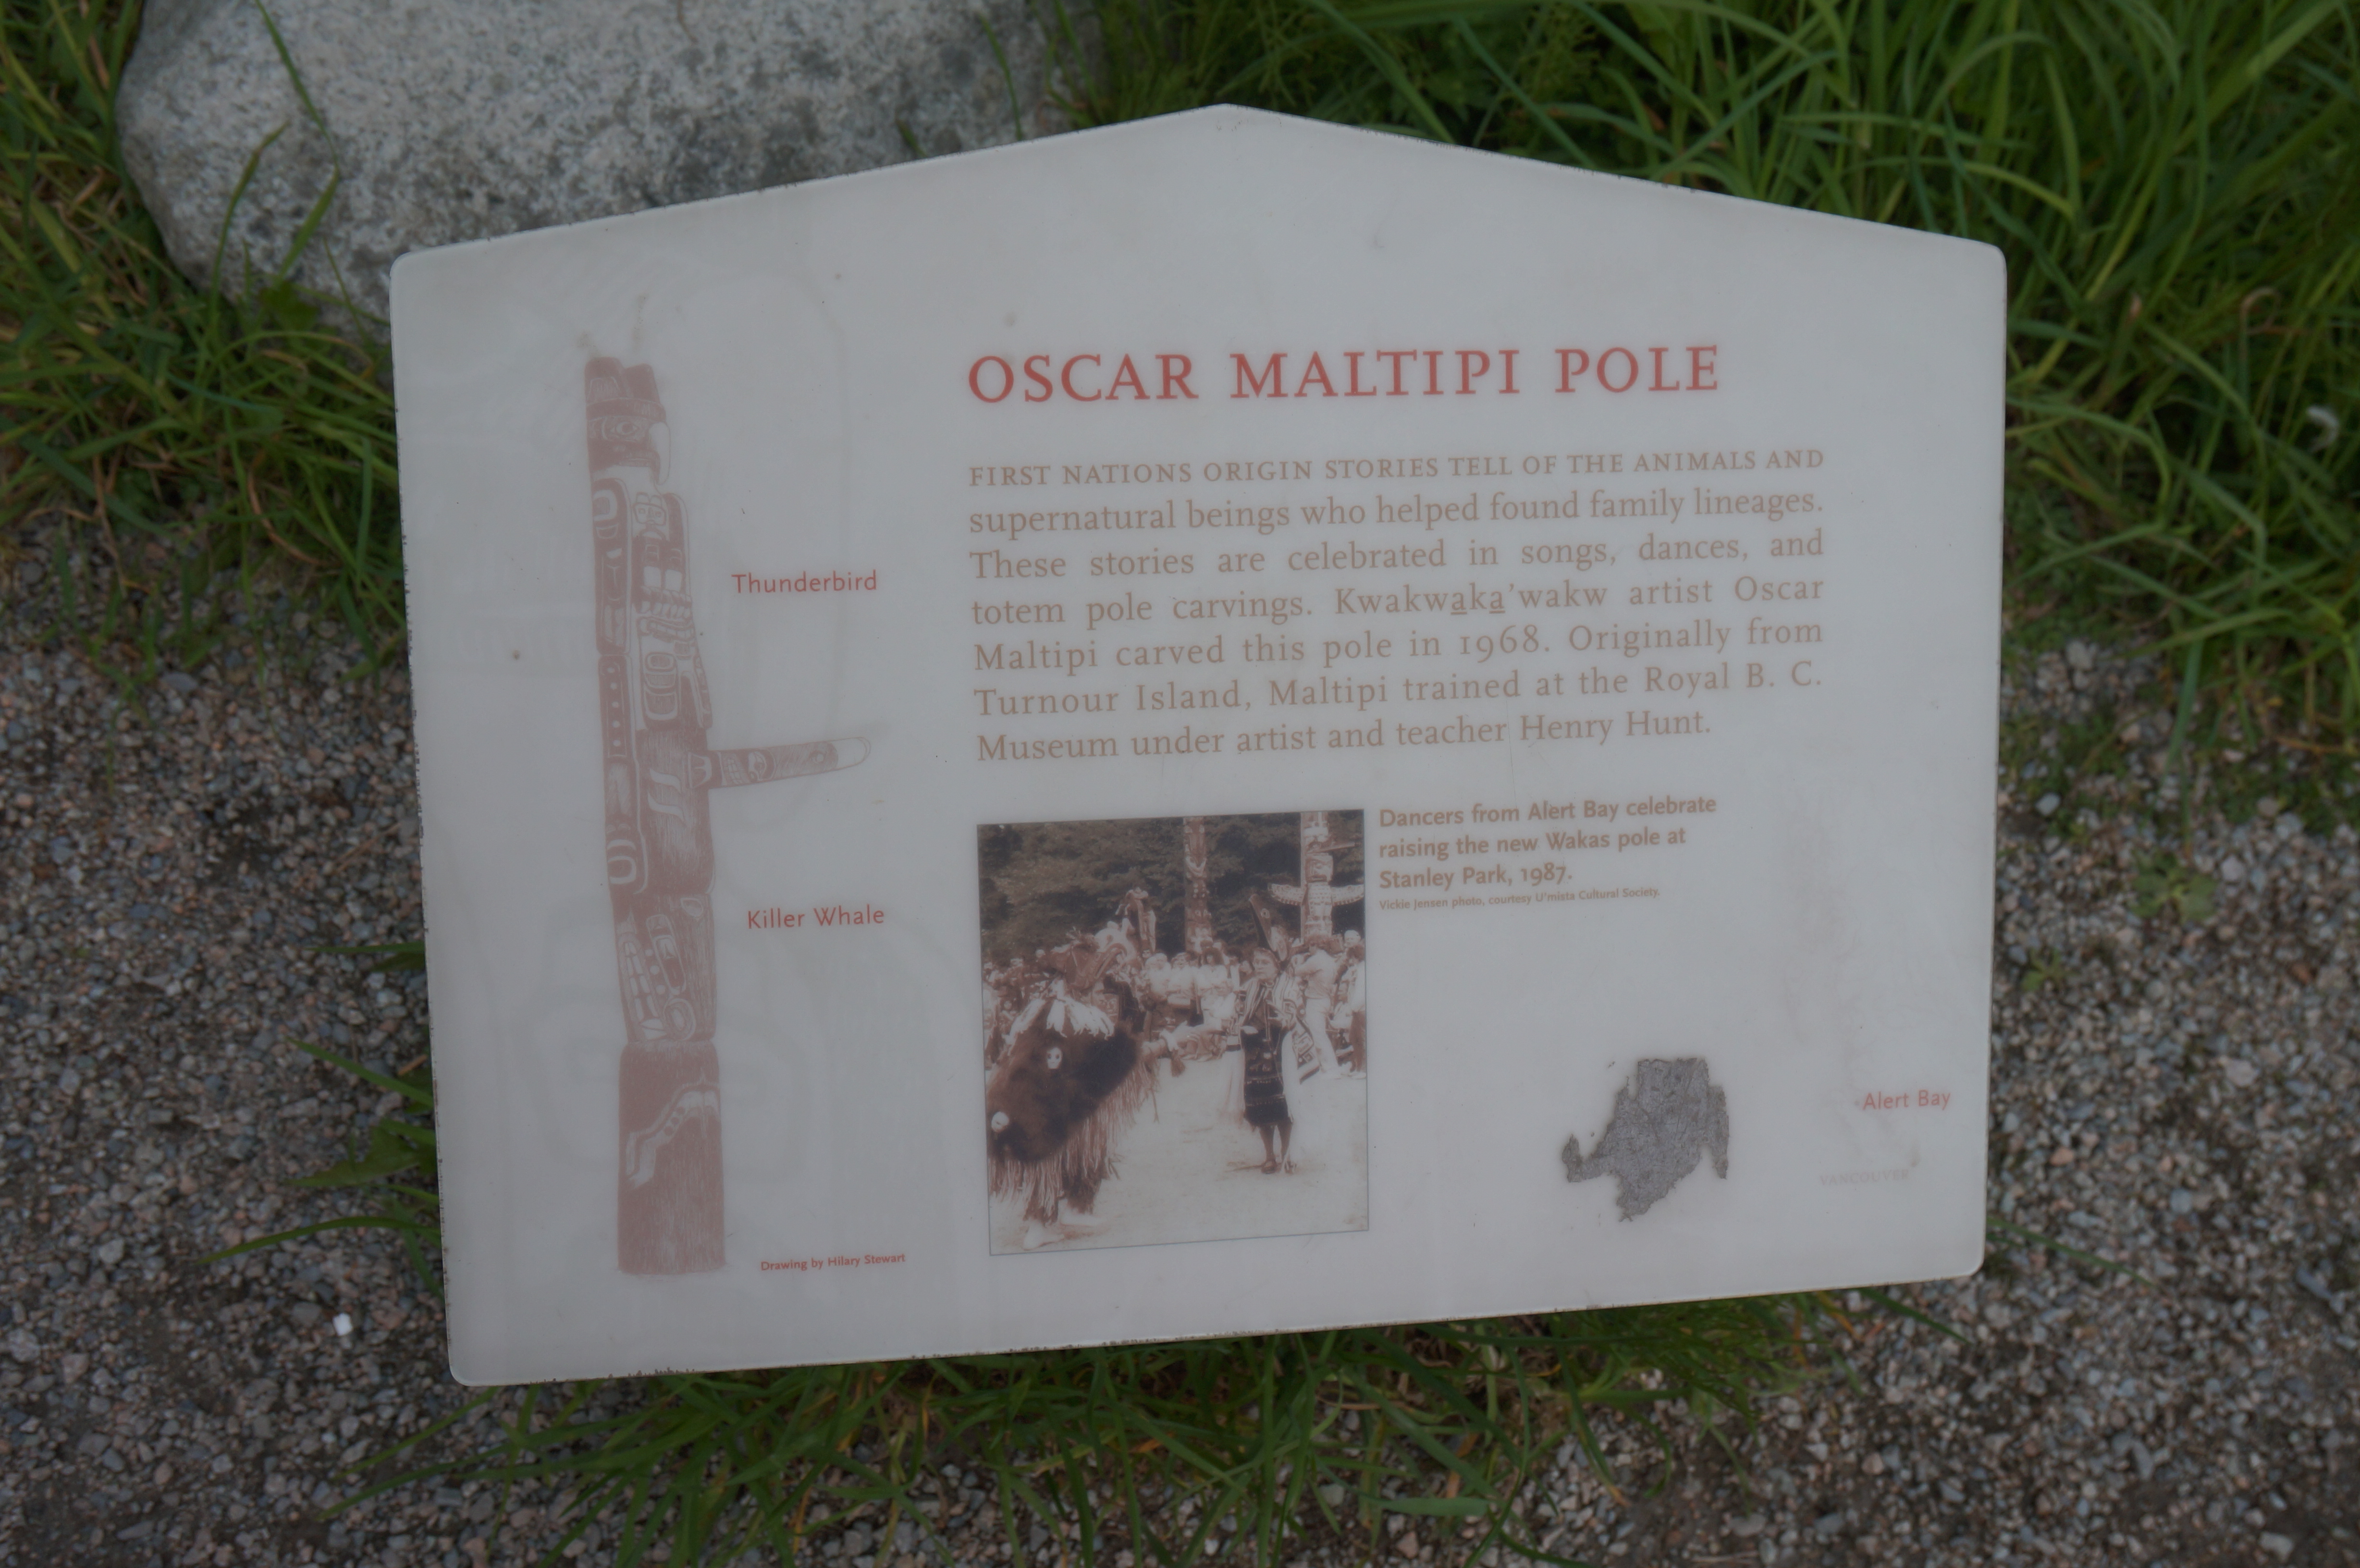 OSCAR MALTIPI POLE
FIRST NATIONS ORIGIN STORIES TELL OF THE ANIMALS AND
supernatural beings who helped found family lineages.
These stories are celebrated in songs, dances, and
totem pole carvings. Kwakwa̲ka̲'wakw artist Oscar
Maltipi carved this pole in 1968. Originally from
Turnour Island, Maltipi trained at the Royal B. C.
Museum under artist and teacher Henry Hunt.
Thunderbird
Killer Whale
Drawing by Hilary Stewart
Dancers from Alert Bay celebrate
raising the new Wakas pole at
Stanley Park, 1987.
Vickie Jensen photo, courtesy U'mista Cultural Society.
Alert Bay
VANCOUVER